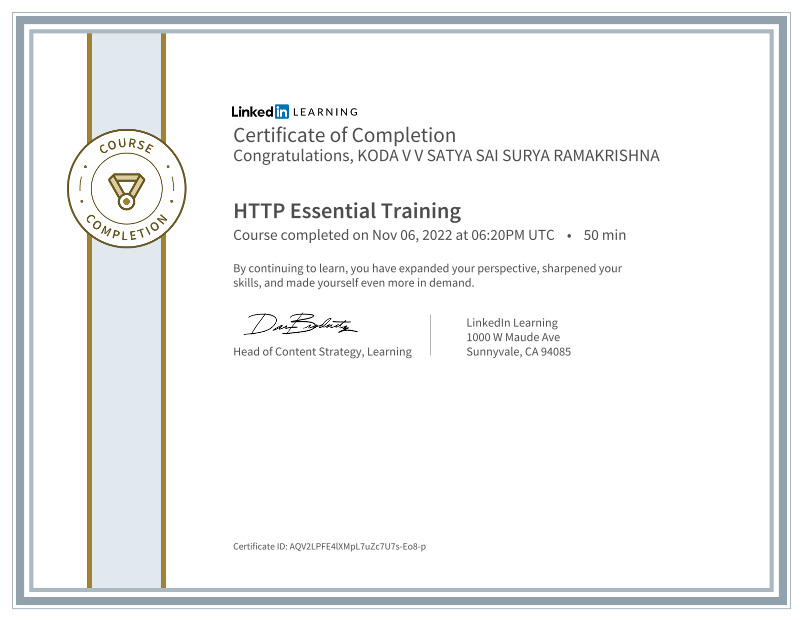 COURSE
COMPLETION
Linked in LEARNING
Certificate of Completion
Congratulations, KODA V V SATYA SAI SURYA RAMAKRISHNA
HTTP Essential Training
Course completed on Nov 06, 2022 at 06:20PM UTC • 50 min
By continuing to learn, you have expanded your perspective, sharpened your
skills, and made yourself even more in demand.
Head of Content Strategy, Learning
LinkedIn Learning
1000 W Maude Ave
Sunnyvale, CA 94085
Certificate ID: AQV2LPFE4lXMpL7uZc7U7s-Eo8-p